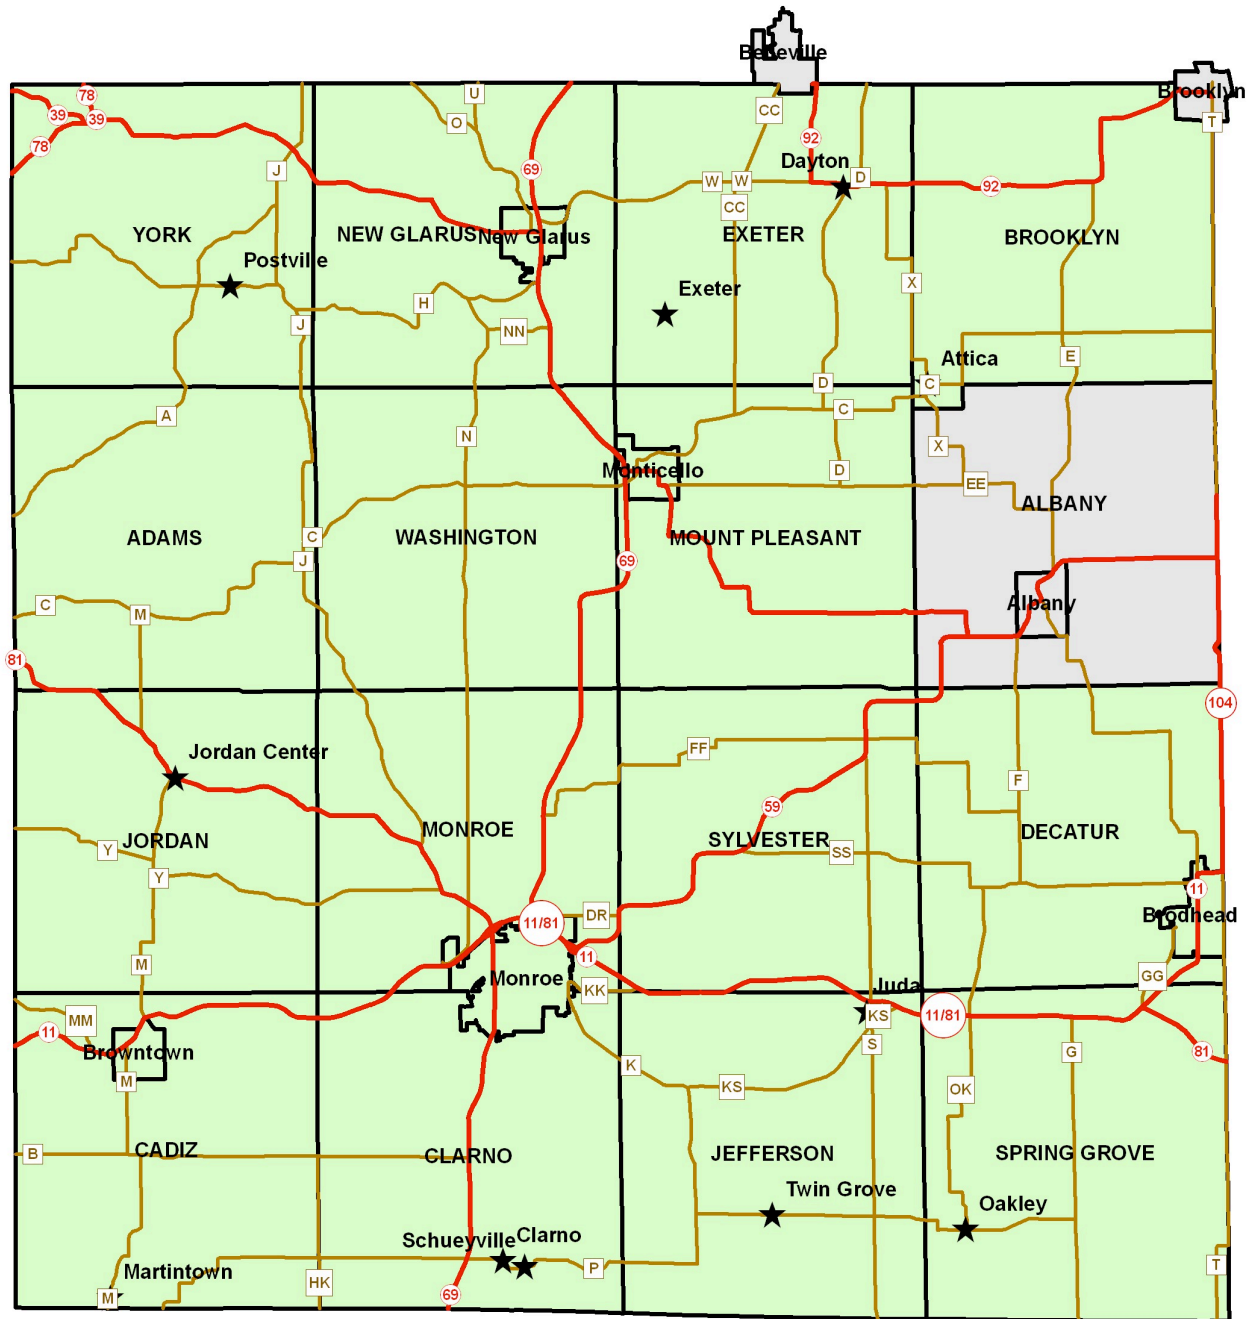 Belleville
Brooklyn
78
U
CC
39
39
O
T
92
78
Dayton
69
J
W
W
D
92
CC
YORK
NEW GLARUS
New Glarus
EXETER
BROOKLYN
Postville
X
Exeter
H
J
NN
E
Attica
D
C
A
C
N
X
Monticello
D
EE
ALBANY
C
ADAMS
WASHINGTON
MOUNT PLEASANT
J
69
C
M
Albany
81
104
Jordan Center
FF
F
59
MONROE
DECATUR
JORDAN
SYLVESTER
Y
SS
Y
11
DR
11/81
Brodhead
11
M
GG
Monroe
Juda
KK
MM
KS
11/81
11
S
Browntown
G
81
K
M
KS
OK
CADIZ
B
CLARNO
JEFFERSON
SPRING GROVE
Twin Grove
Oakley
Schueyville
Clarno
T
Martintown
P
HK
M
69